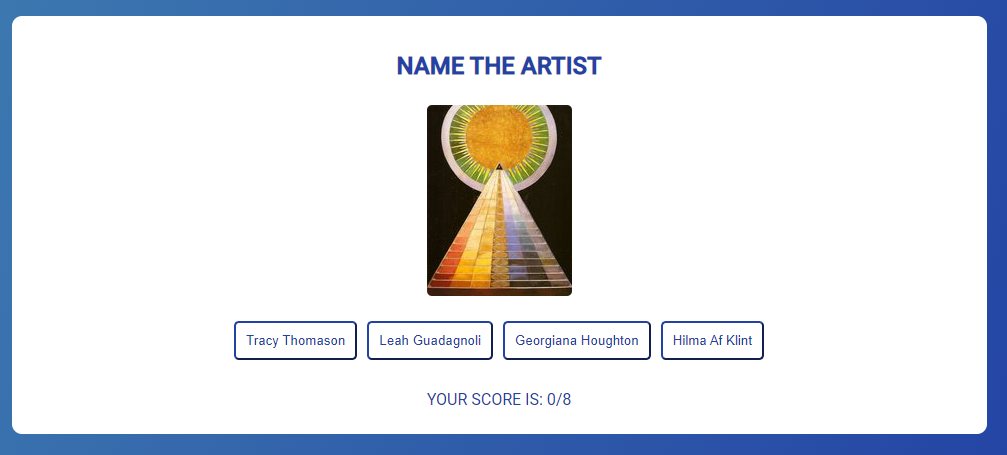 NAME THE ARTIST
Tracy Thomason
Leah Guadagnoli
Georgiana Houghton
Hilma Af Klint
YOUR SCORE IS: 0/8